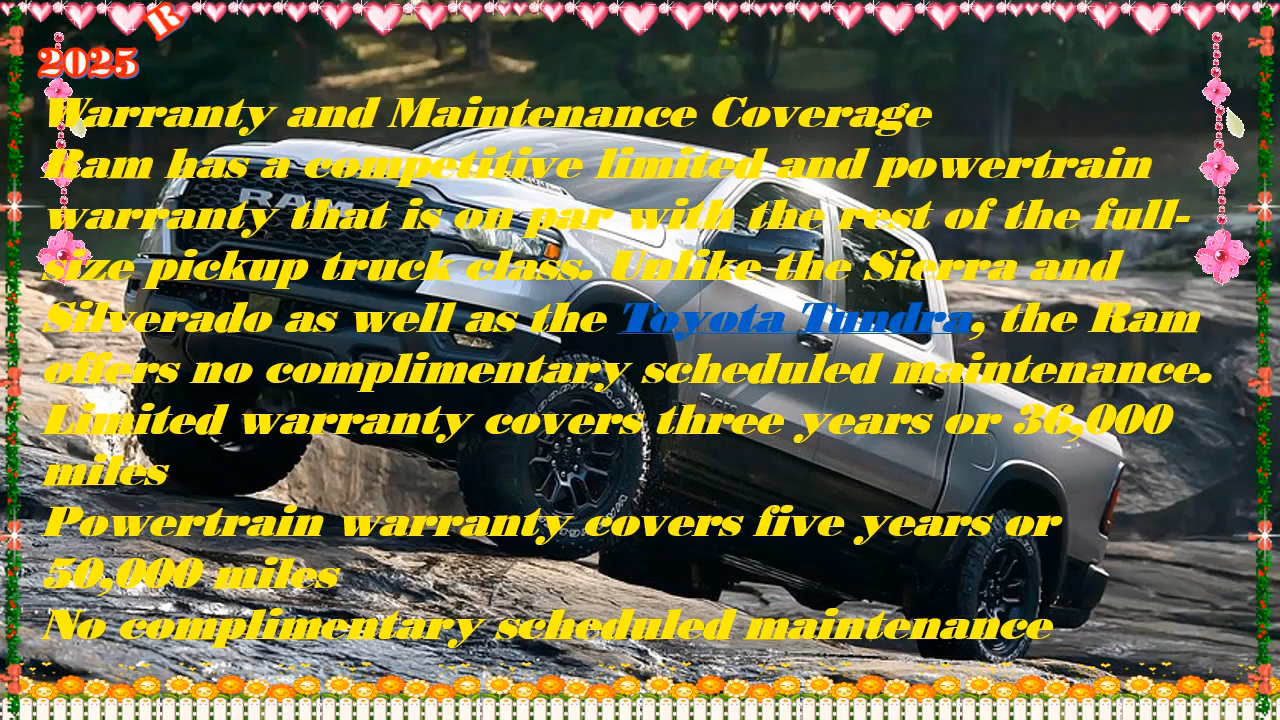 R
2025
Warranty and Maintenance Coverage
Ram has a competitive limited and powertrain
warranty that is on par with the rest of the full-
size pickup truck class. Unlike the Sierra and
Silverado as well as the Toyota Tundra, the Ram
offers no complimentary scheduled maintenance.
Limited warranty covers three years or 36,000
miles
Powertrain warranty covers five years or
50,000 miles
No complimentary scheduled maintenance
RAM